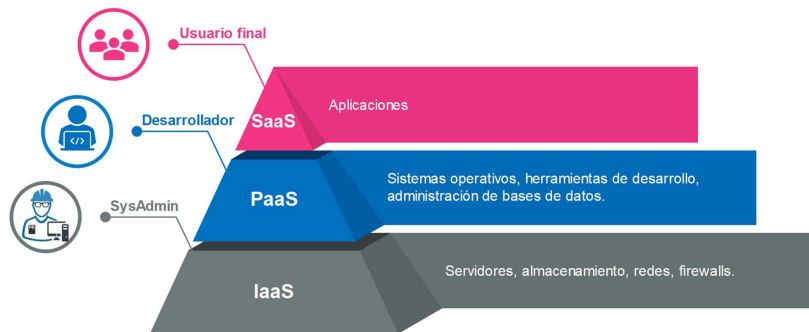 Usuario final
SaaS
Aplicaciones
Desarrollador
PaaS
Sistemas operativos, herramientas de desarrollo,
administración de bases de datos.
SysAdmin
IaaS
Servidores, almacenamiento, redes, firewalls.